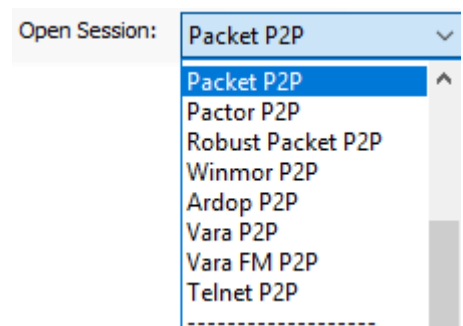 Open Session: Packet P2P
Packet P2P
Pactor P2P
Robust Packet P2P
Winmor P2P
Ardop P2P
Vara P2P
Vara FM P2P
Telnet P2P
-------------------